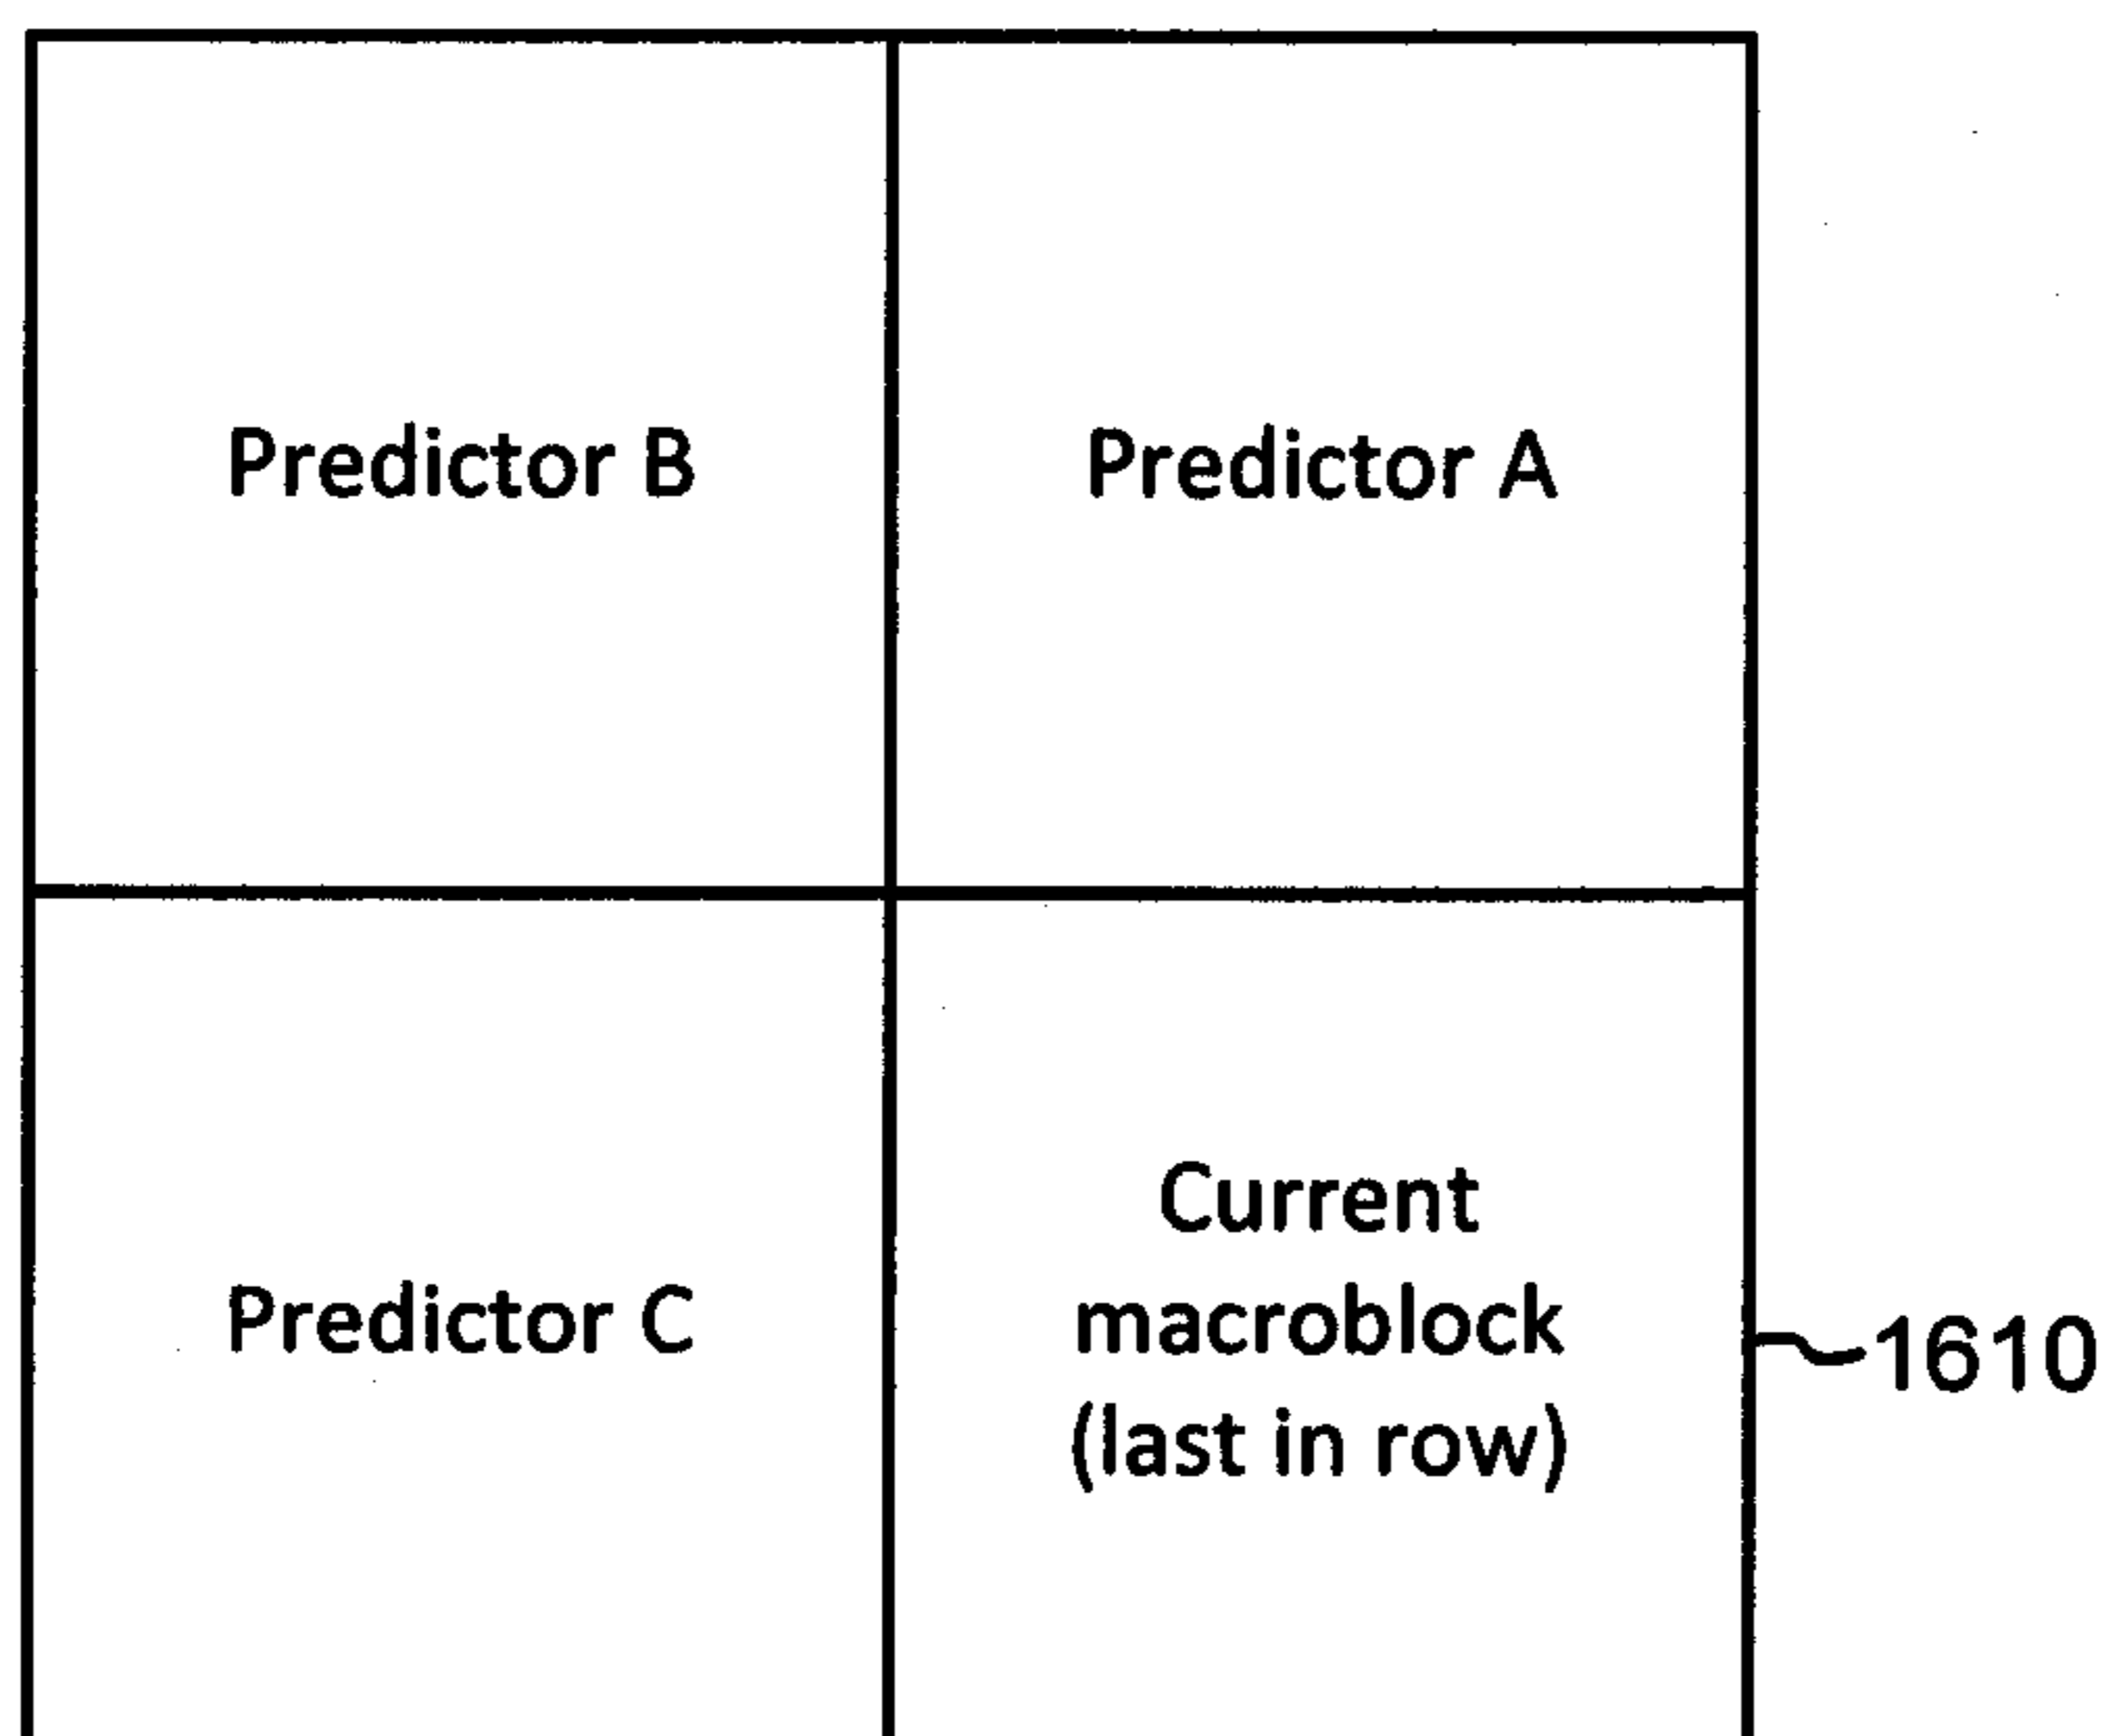 Predictor B
Predictor A
Predictor C
Current
macroblock
(last in row)
1610